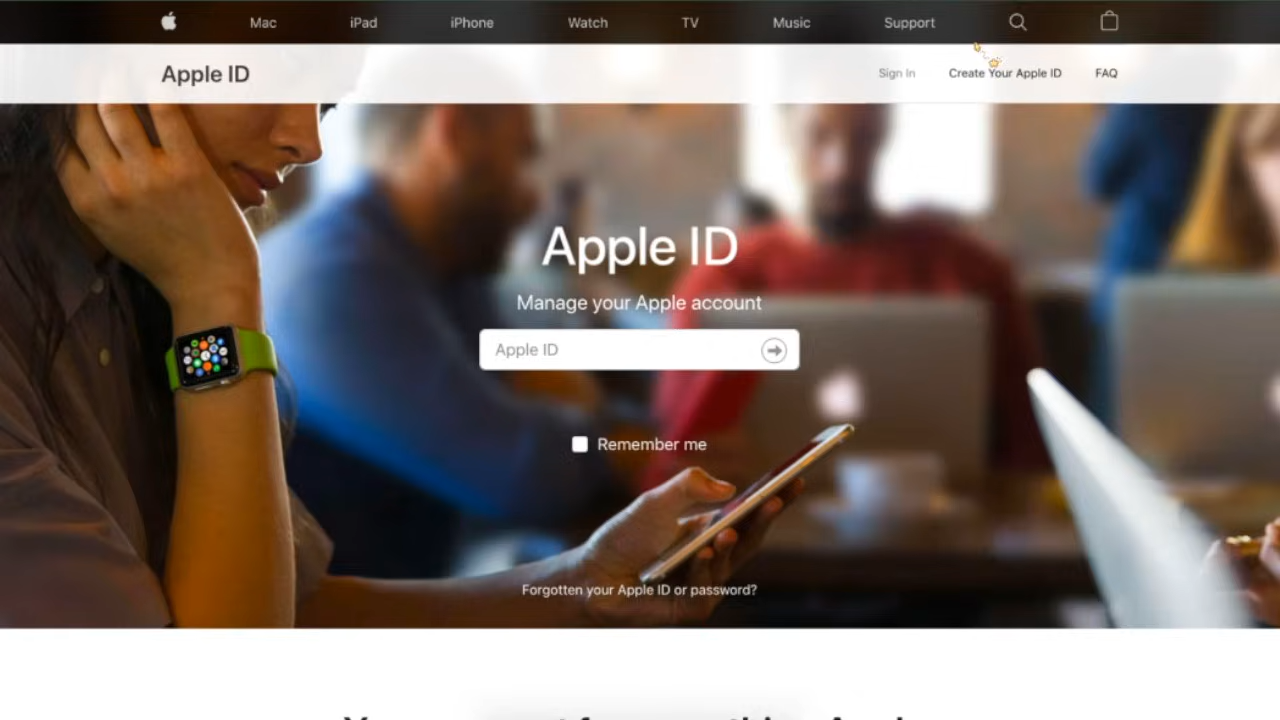 Mac iPad iPhone Watch TV Music Support
Apple ID Sign In Create Your Apple ID FAQ
Apple ID
Manage your Apple account
Apple ID
Remember me
Forgotten your Apple ID or password?